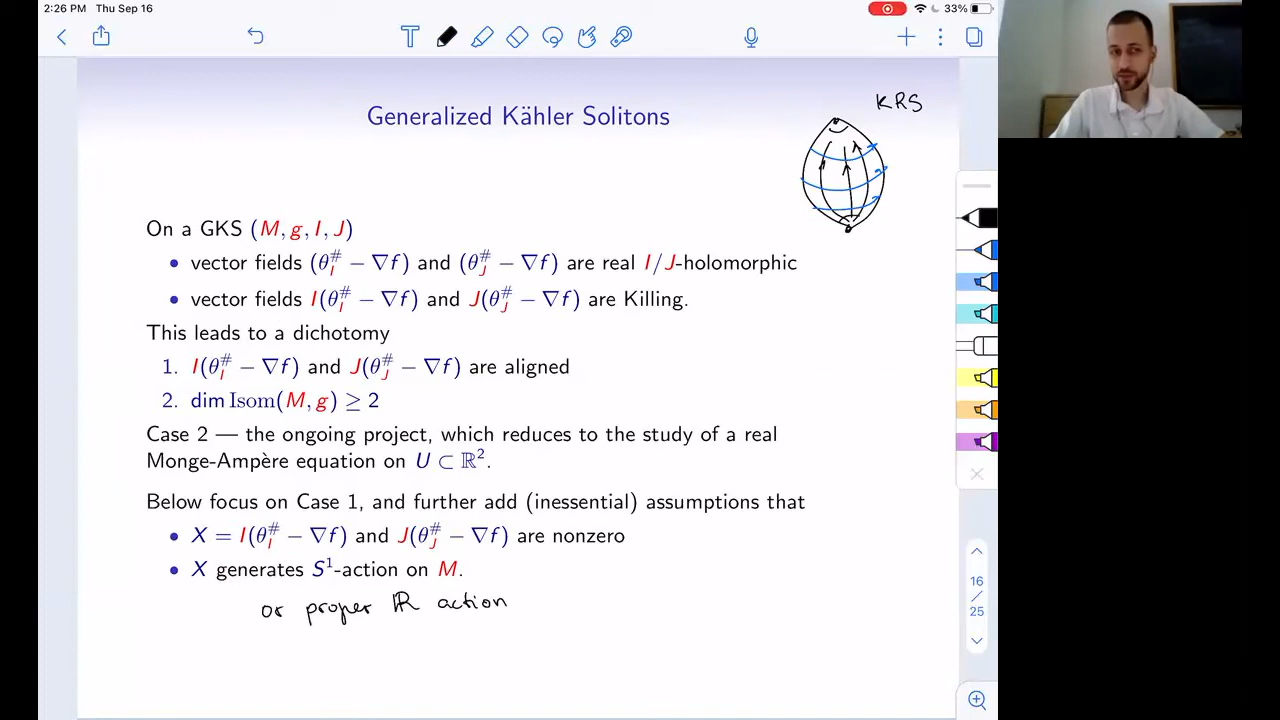 2:26 PM Thu Sep 16
33%
Generalized Kähler Solitons
KRS
On a GKS (M, g, I, J)
• vector fields (θ_I^# − ∇f) and (θ_J^# − ∇f) are real I/J-holomorphic
• vector fields I(θ_I^# − ∇f) and J(θ_J^# − ∇f) are Killing.
This leads to a dichotomy
1. I(θ_I^# − ∇f) and J(θ_J^# − ∇f) are aligned
2. dim Isom(M, g) ≥ 2
Case 2 — the ongoing project, which reduces to the study of a real
Monge-Ampère equation on U ⊂ ℝ².
Below focus on Case 1, and further add (inessential) assumptions that
• X = I(θ_I^# − ∇f) and J(θ_J^# − ∇f) are nonzero
• X generates S¹-action on M.
or proper ℝ action
16
/
25